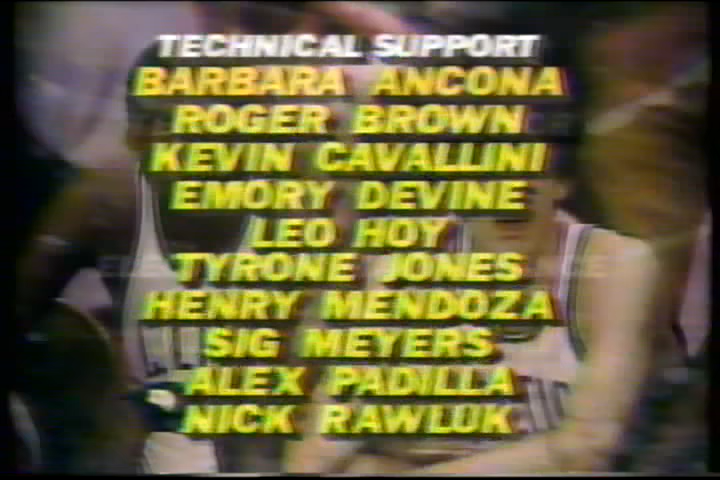 TECHNICAL SUPPORT
BARBARA ANCONA
ROGER BROWN
KEVIN CAVALLINI
EMORY DEVINE
LEO HOY
TYRONE JONES
HENRY MENDOZA
SIG MEYERS
ALEX PADILLA
NICK RAWLUK